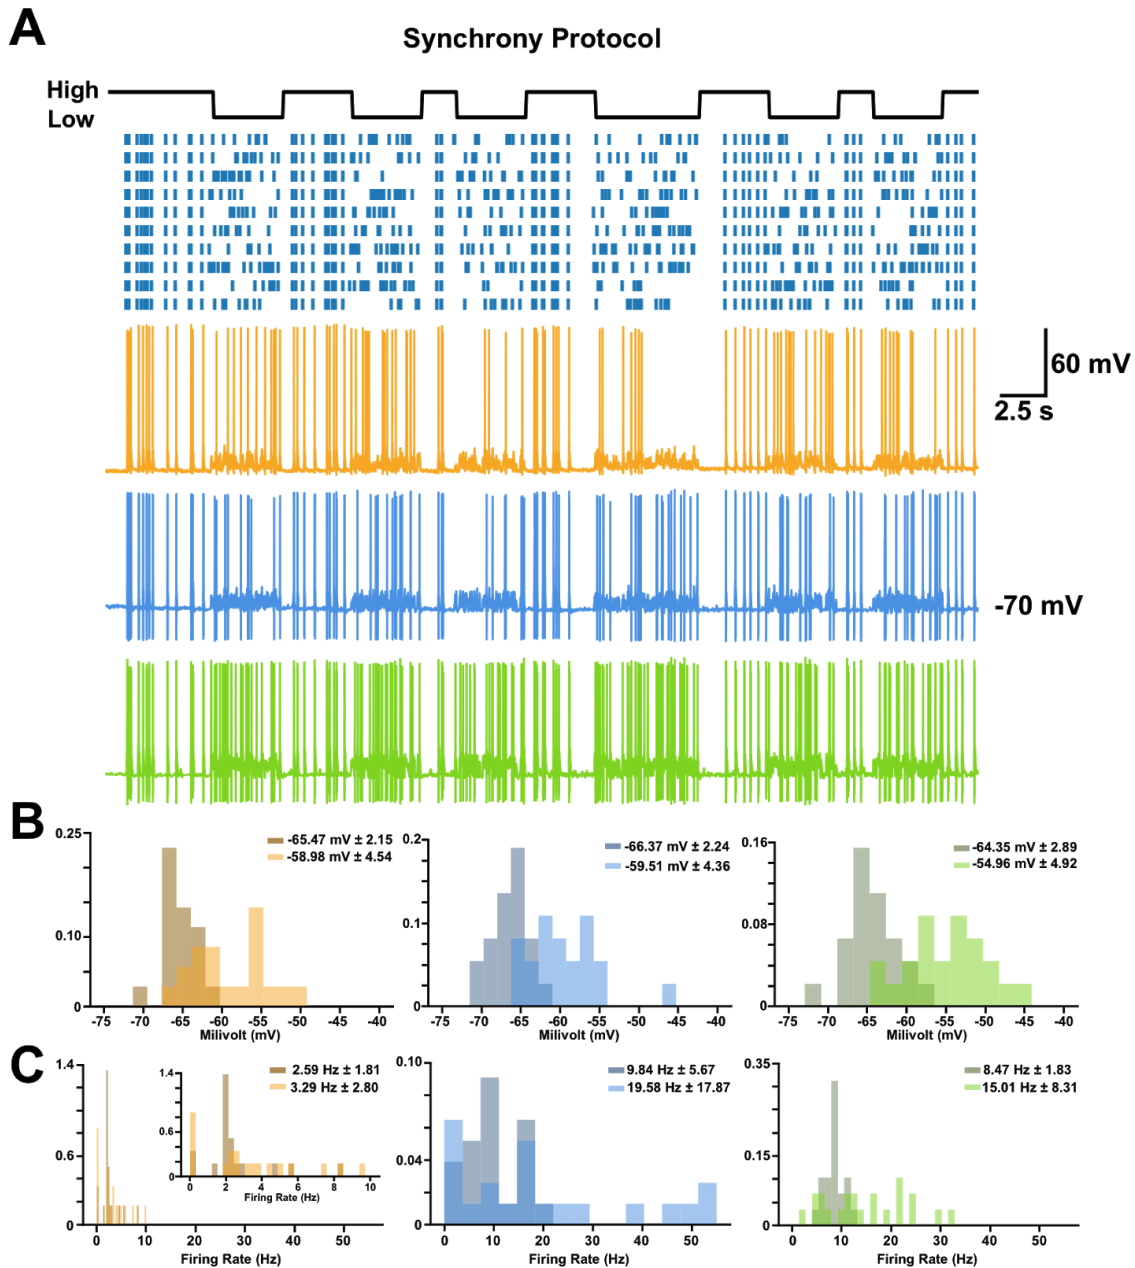 A
Synchrony Protocol
High
Low
60 mV
2.5 s
-70 mV
B
0.25
0.10
0
-65.47 mV ± 2.15
-58.98 mV ± 4.54
-75 -70 -65 -60 -55 -50 -45 -40
Milivolt (mV)
0.2
0.1
0
-66.37 mV ± 2.24
-59.51 mV ± 4.36
-75 -70 -65 -60 -55 -50 -45 -40
Milivolt (mV)
0.16
0.08
0
-64.35 mV ± 2.89
-54.96 mV ± 4.92
-75 -70 -65 -60 -55 -50 -45 -40
Milivolt (mV)
C
1.4
0.6
0
1.4
0.6
0
2.59 Hz ± 1.81
3.29 Hz ± 2.80
0 2 4 6 8 10
Firing Rate (Hz)
0 10 20 30 40 50
Firing Rate (Hz)
0.10
0.04
0
9.84 Hz ± 5.67
19.58 Hz ± 17.87
0 10 20 30 40 50
Firing Rate (Hz)
0.35
0.15
0
8.47 Hz ± 1.83
15.01 Hz ± 8.31
0 10 20 30 40 50
Firing Rate (Hz)